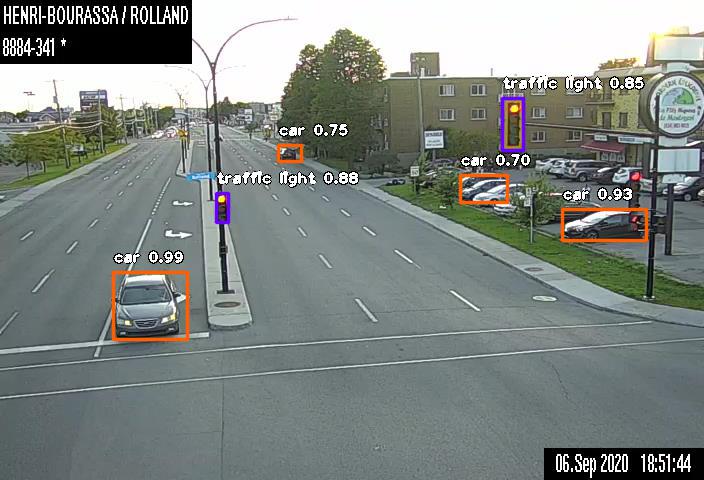 HENRI-BOURASSA / ROLLAND
8884-341 *
traffic light 0.85
car 0.75
car 0.70
traffic light 0.88
car 0.93
car 0.99
06.Sep 2020 18:51:44